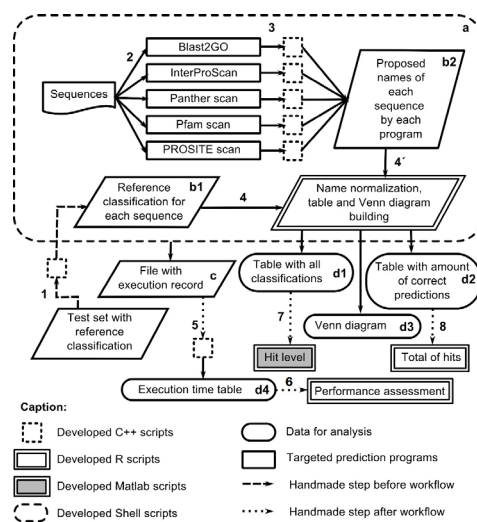 3
a
Blast2GO
2
b2
InterProScan
Proposed
names of
each
sequence
by each
program
Sequences
Panther scan
Pfam scan
PROSITE scan
4´
b1
Reference
classification for
each sequence
4
Name normalization,
table and Venn diagram
building
File with
execution record
c
Table with all
classifications
d1
Table with amount
of correct
predictions
d2
1
Test set with
reference
classification
5
7
Venn diagram
d3
8
Hit level
Total of hits
Execution time table
d4
6
Performance assessment
Caption:
Developed C++ scripts
Data for analysis
Developed R scripts
Targeted prediction programs
Developed Matlab scripts
Handmade step before workflow
Developed Shell scripts
Handmade step after workflow